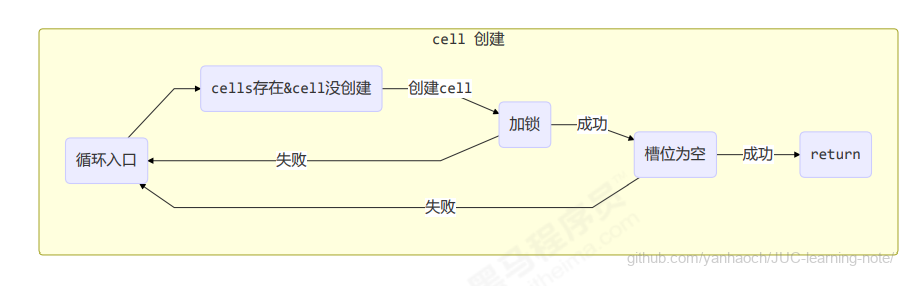 cell 创建
cells存在&cell没创建
创建cell
加锁
成功
循环入口
失败
槽位为空
成功
return
失败
黑马程序员
itheima.com
github.com/yanhaoch/JUC-learning-note/